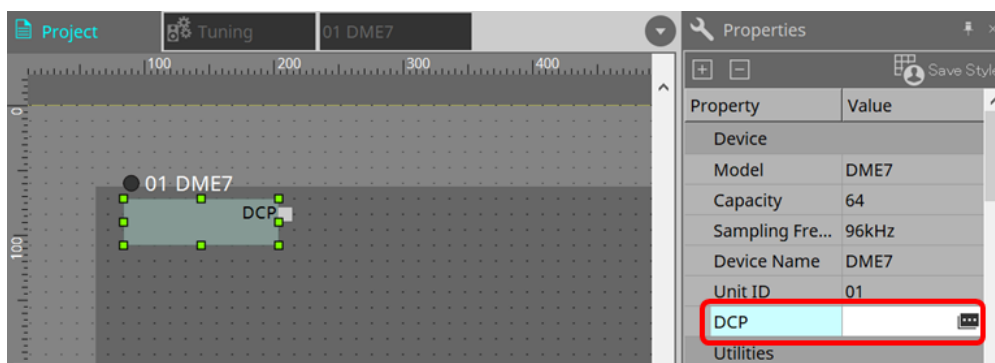 Project
Tuning
01 DME7
Properties
100
200
300
400
Save Style
Property Value
0
Device
Model DME7
01 DME7
Capacity 64
DCP
Sampling Fre... 96kHz
100
Device Name DME7
Unit ID 01
DCP
Utilities